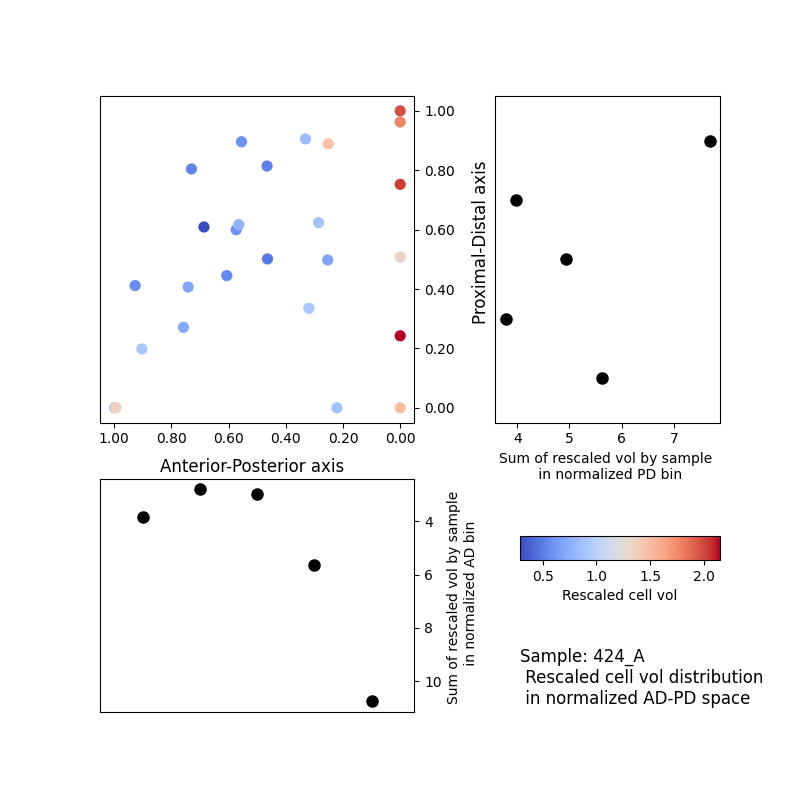 1.00
0.80
0.60
0.40
0.20
0.00
Proximal-Distal axis
1.00 0.80 0.60 0.40 0.20 0.00
Anterior-Posterior axis
4 5 6 7
Sum of rescaled vol by sample
in normalized PD bin
4
6
8
10
Sum of rescaled vol by sample
in normalized AD bin
0.5 1.0 1.5 2.0
Rescaled cell vol
Sample: 424_A
Rescaled cell vol distribution
in normalized AD-PD space